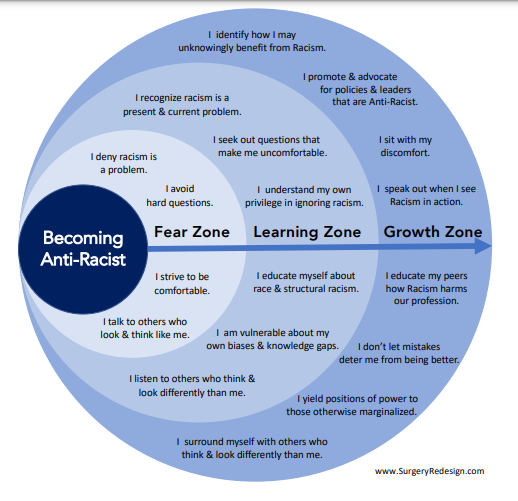 I identify how I may
unknowingly benefit from Racism.
I promote & advocate
for policies & leaders
that are Anti-Racist.
I recognize racism is a
present & current problem.
I seek out questions that
make me uncomfortable.
I sit with my
discomfort.
I deny racism is
a problem.
I avoid
hard questions.
I understand my own
privilege in ignoring racism.
I speak out when I see
Racism in action.
Becoming
Anti-Racist
Fear Zone
Learning Zone
Growth Zone
I strive to be
comfortable.
I educate myself about
race & structural racism.
I educate my peers
how Racism harms
our profession.
I talk to others who
look & think like me.
I am vulnerable about my
own biases & knowledge gaps.
I don't let mistakes
deter me from being better.
I listen to others who think &
look differently than me.
I yield positions of power to
those otherwise marginalized.
I surround myself with others who
think & look differently than me.
www.SurgeryRedesign.com